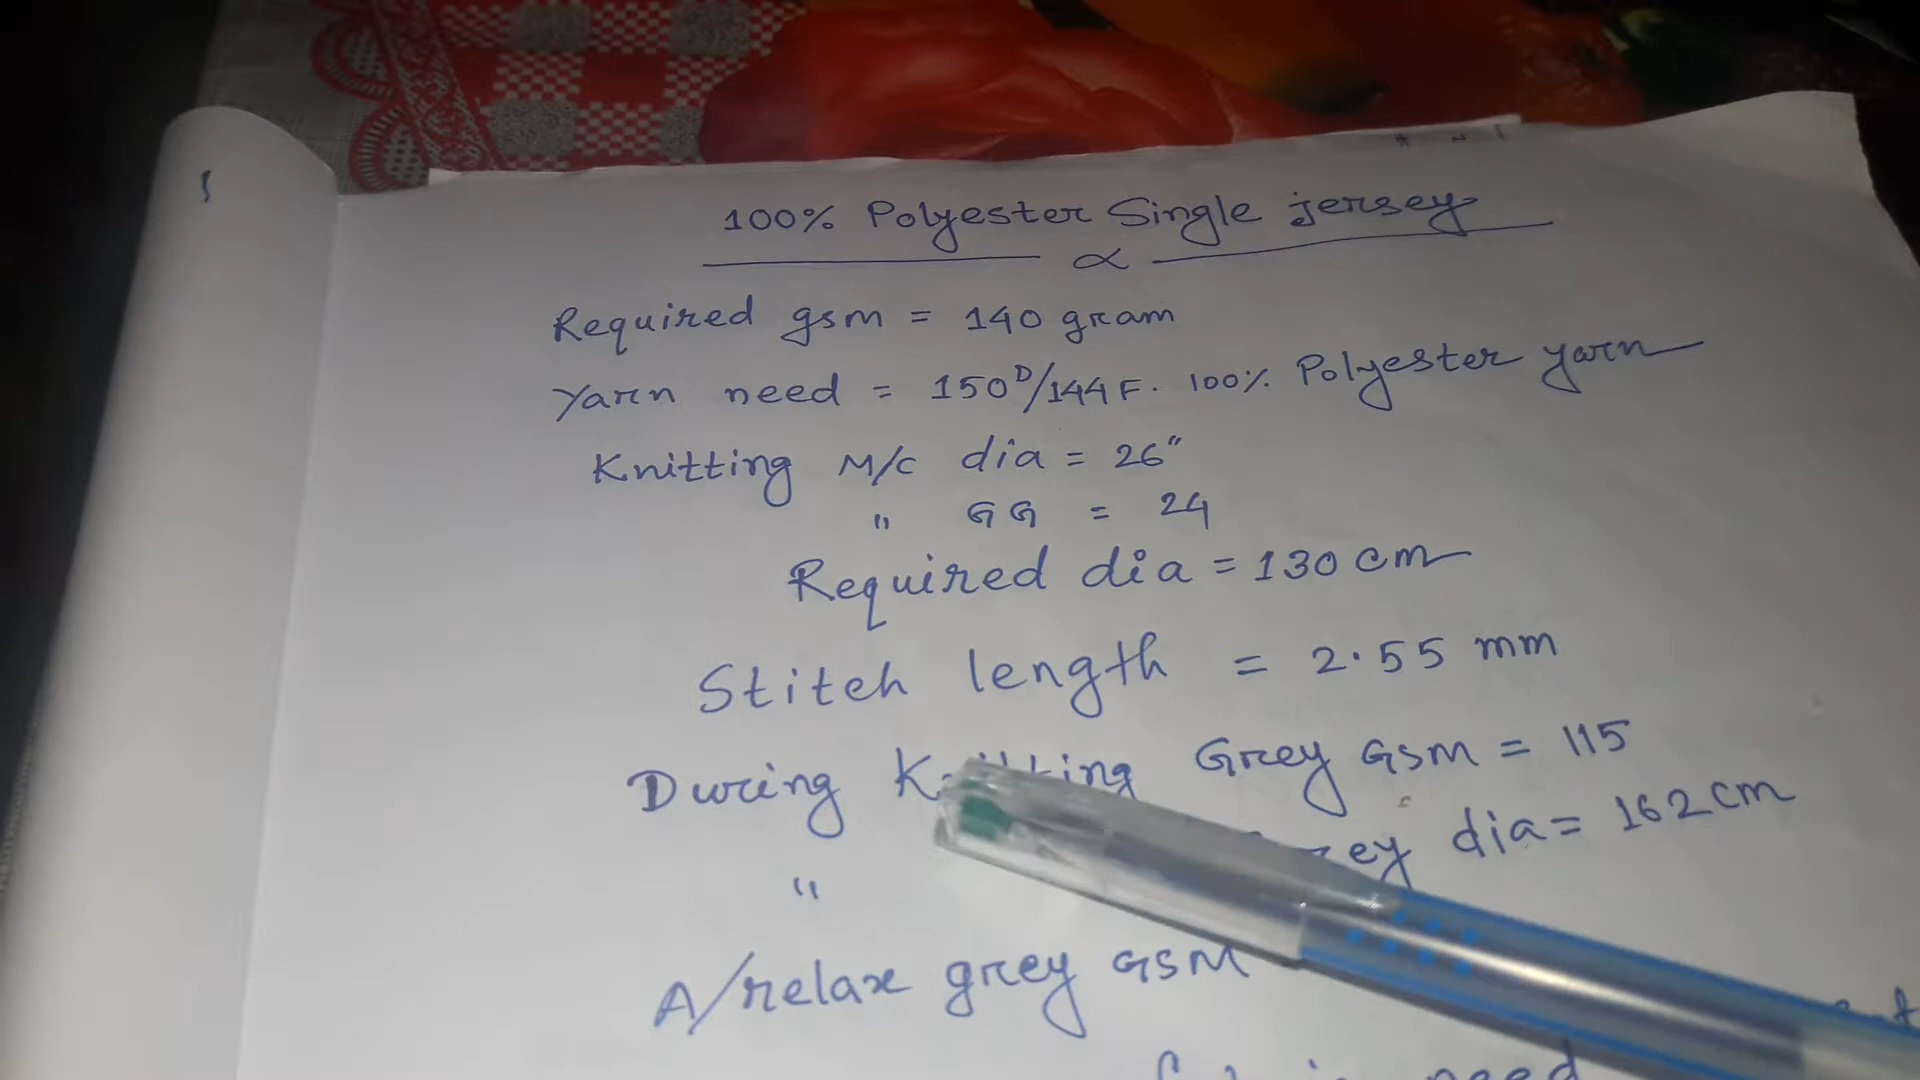 100% Polyester Single jersey
∝
Required gsm = 140 gram
Yarn need = 150D/144F. 100% Polyester yarn
Knitting M/C dia = 26"
" GG = 24
Required dia = 130 cm
Stitch length = 2.55 mm
During Knitting Grey GSM = 115
" dia = 162 cm
A/relax grey GSM
need